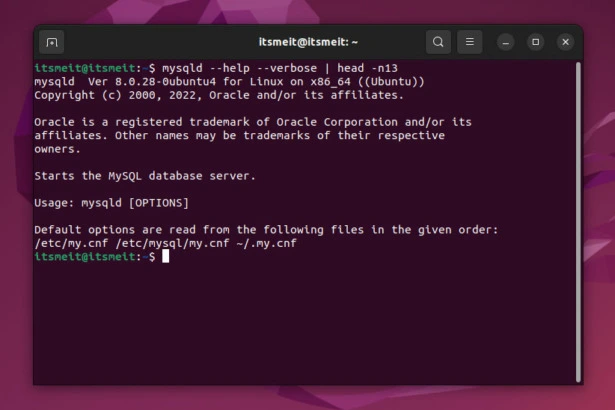 itsmeit@itsmeit: ~
itsmeit@itsmeit:~$ mysqld --help --verbose | head -n13
mysqld  Ver 8.0.28-0ubuntu4 for Linux on x86_64 ((Ubuntu))
Copyright (c) 2000, 2022, Oracle and/or its affiliates.
Oracle is a registered trademark of Oracle Corporation and/or its
affiliates. Other names may be trademarks of their respective
owners.
Starts the MySQL database server.
Usage: mysqld [OPTIONS]
Default options are read from the following files in the given order:
/etc/my.cnf /etc/mysql/my.cnf ~/.my.cnf
itsmeit@itsmeit:~$